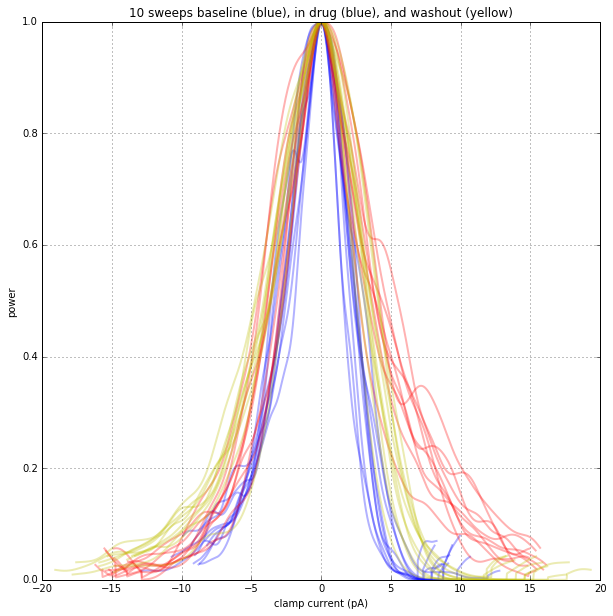 10 sweeps baseline (blue), in drug (blue), and washout (yellow)
1.0
0.8
0.6
0.4
0.2
0.0
power
−20 −15 −10 −5 0 5 10 15 20
clamp current (pA)